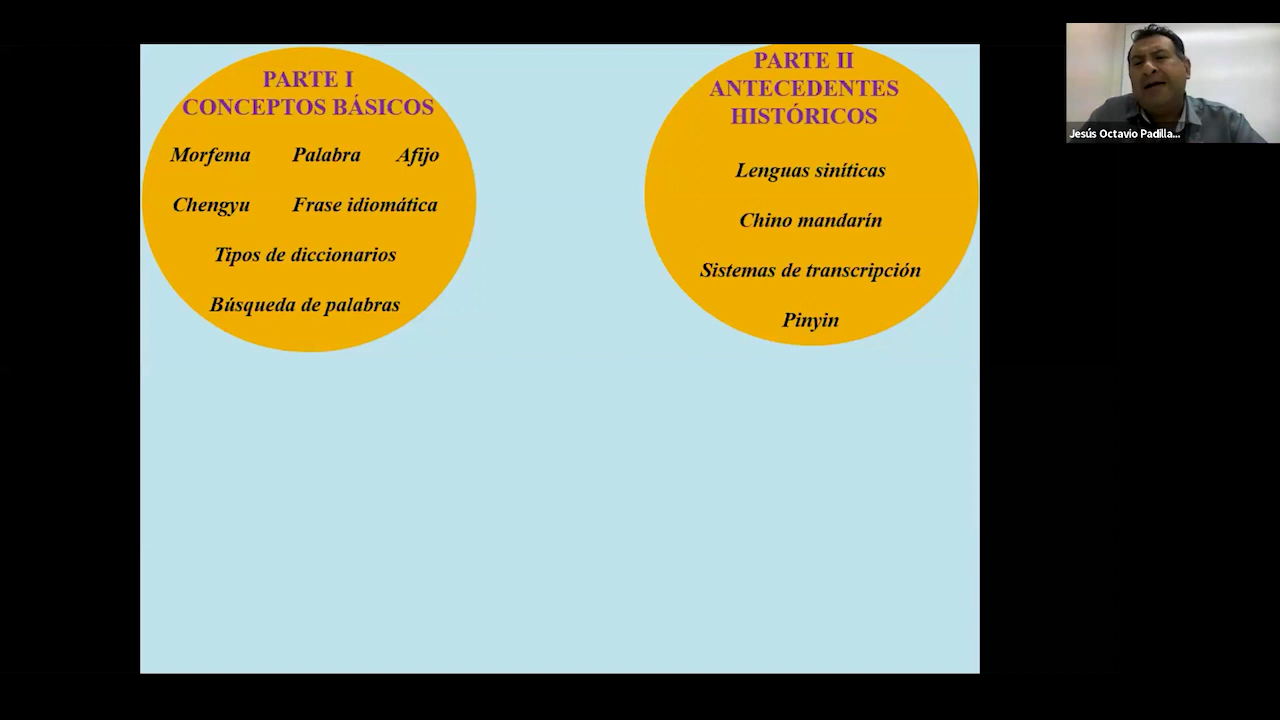 PARTE I
CONCEPTOS BÁSICOS
Morfema Palabra Afijo
Chengyu Frase idiomática
Tipos de diccionarios
Búsqueda de palabras
PARTE II
ANTECEDENTES
HISTÓRICOS
Lenguas siníticas
Chino mandarín
Sistemas de transcripción
Pinyin
Jesús Octavio Padilla...